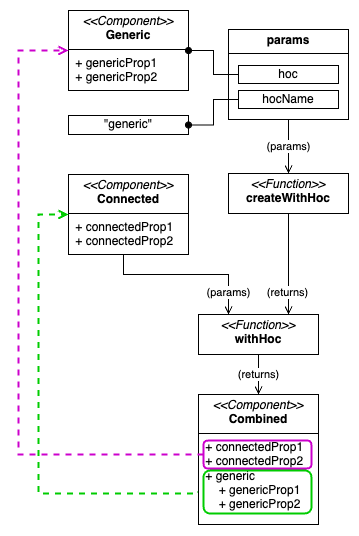 <<Component>>
Generic
+ genericProp1
+ genericProp2
params
hoc
hocName
"generic"
(params)
<<Component>>
Connected
+ connectedProp1
+ connectedProp2
<<Function>>
createWithHoc
(params)
(returns)
<<Function>>
withHoc
(returns)
<<Component>>
Combined
+ connectedProp1
+ connectedProp2
+ generic
+ genericProp1
+ genericProp2